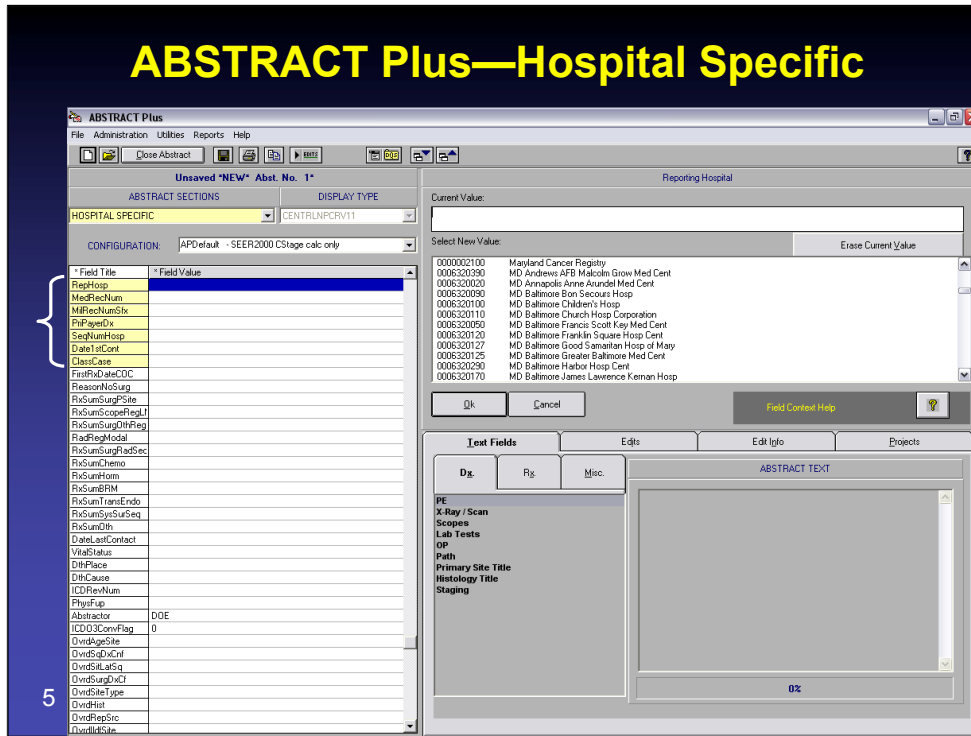 ABSTRACT Plus—Hospital Specific
ABSTRACT Plus
File Administration Utilities Reports Help
Close Abstract
EDITS
Unsaved *NEW* Abst. No. 1*
ABSTRACT SECTIONS DISPLAY TYPE
HOSPITAL SPECIFIC CENTRLNPCRV11
CONFIGURATION: APDefault - SEER2000 CStage calc only
* Field Title * Field Value
RepHosp
MedRecNum
MilRecNumSfx
PriPayerDx
SeqNumHosp
Date1stCont
ClassCase
FirstRxDateCOC
ReasonNoSurg
RxSumSurgPSite
RxSumScopeRegLN
RxSumSurgOthReg
RadRegModal
RxSumSurgRadSec
RxSumChemo
RxSumHorm
RxSumBRM
RxSumTransEndo
RxSumSysSurSeq
RxSumOth
DateLastContact
VitalStatus
DthPlace
DthCause
ICDRevNum
PhysFup
Abstractor DOE
ICDO3ConvFlag 0
OvrdAgeSite
OvrdSqDxCnf
OvrdSitLatSq
OvrdSurgDxCf
OvrdSiteType
OvrdHist
OvrdRepSrc
OvrdIldfSite
Reporting Hospital
Current Value:
Select New Value:
Erase Current Value
0000002100 Maryland Cancer Registry
0006320390 MD Andrews AFB Malcolm Grow Med Cent
0006320020 MD Annapolis Anne Arundel Med Cent
0006320090 MD Baltimore Bon Secours Hosp
0006320100 MD Baltimore Children's Hosp
0006320110 MD Baltimore Church Hosp Corporation
0006320050 MD Baltimore Francis Scott Key Med Cent
0006320120 MD Baltimore Franklin Square Hosp Cent
0006320127 MD Baltimore Good Samaritan Hosp of Mary
0006320125 MD Baltimore Greater Baltimore Med Cent
0006320290 MD Baltimore Harbor Hosp Cent
0006320170 MD Baltimore James Lawrence Kernan Hosp
Ok Cancel
Field Context Help ?
Text Fields Edits Edit Info Projects
Dx. Rx. Misc.
ABSTRACT TEXT
PE
X-Ray / Scan
Scopes
Lab Tests
OP
Path
Primary Site Title
Histology Title
Staging
0%
5